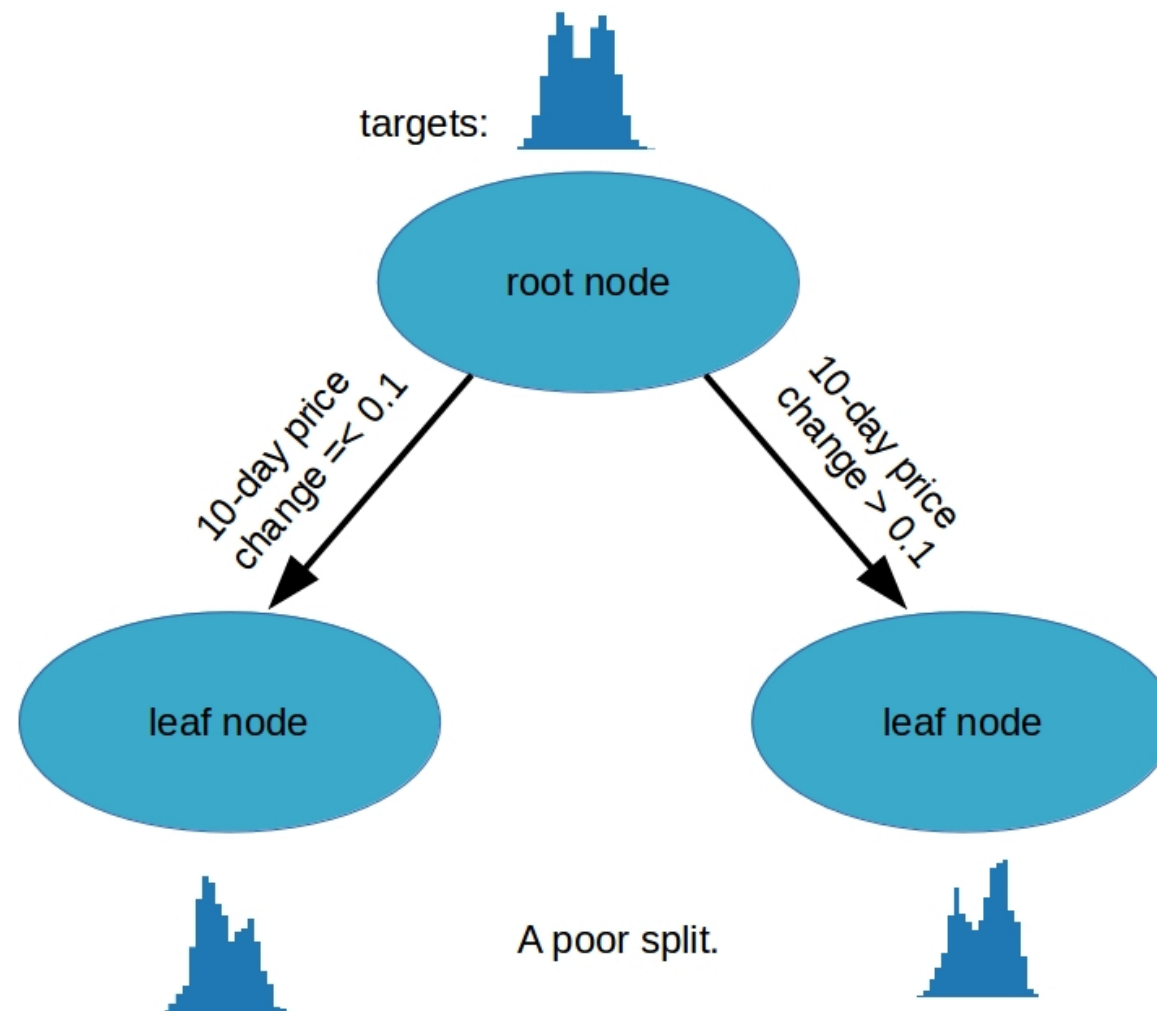 targets:
root node
10-day price
change =< 0.1
10-day price
change > 0.1
leaf node
leaf node
A poor split.